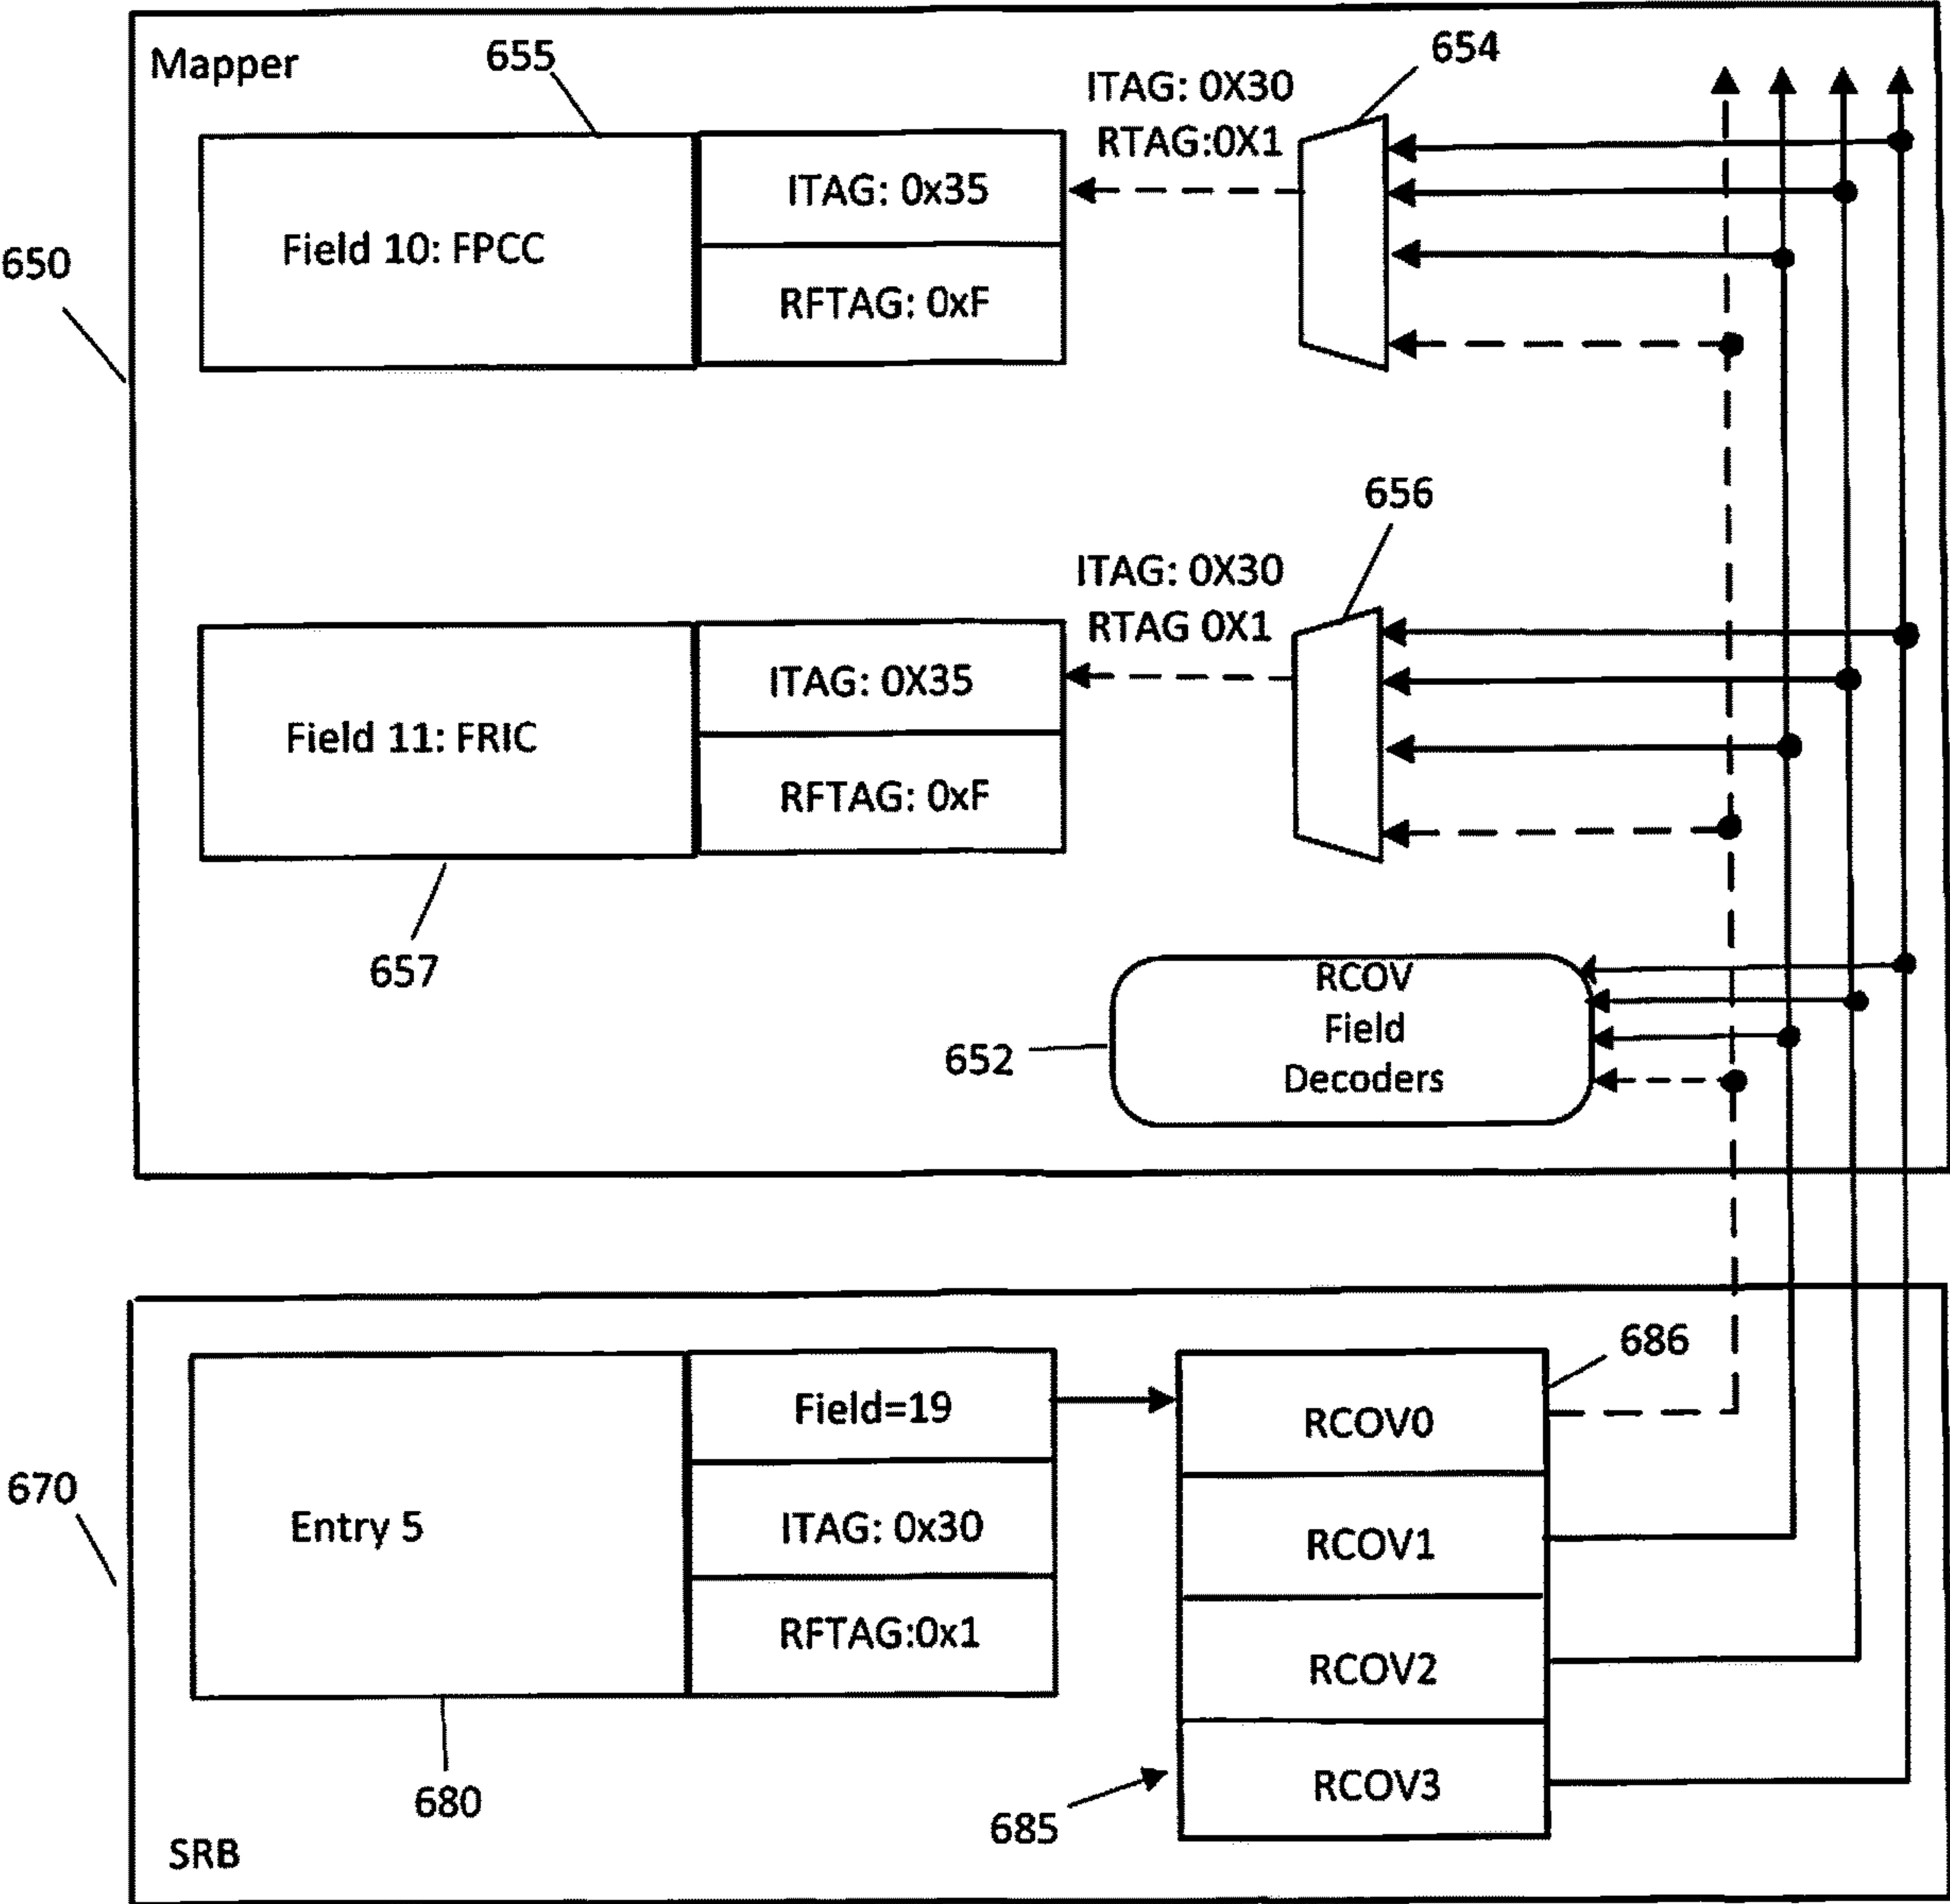 Mapper
655
654
ITAG: 0X30
RTAG:0X1
ITAG: 0x35
Field 10: FPCC
RFTAG: 0xF
650
656
ITAG: 0X30
RTAG 0X1
ITAG: 0X35
Field 11: FRIC
RFTAG: 0xF
657
RCOV
Field
Decoders
652
686
Field=19
RCOV0
670
Entry 5
ITAG: 0x30
RCOV1
RFTAG:0x1
RCOV2
RCOV3
680
685
SRB